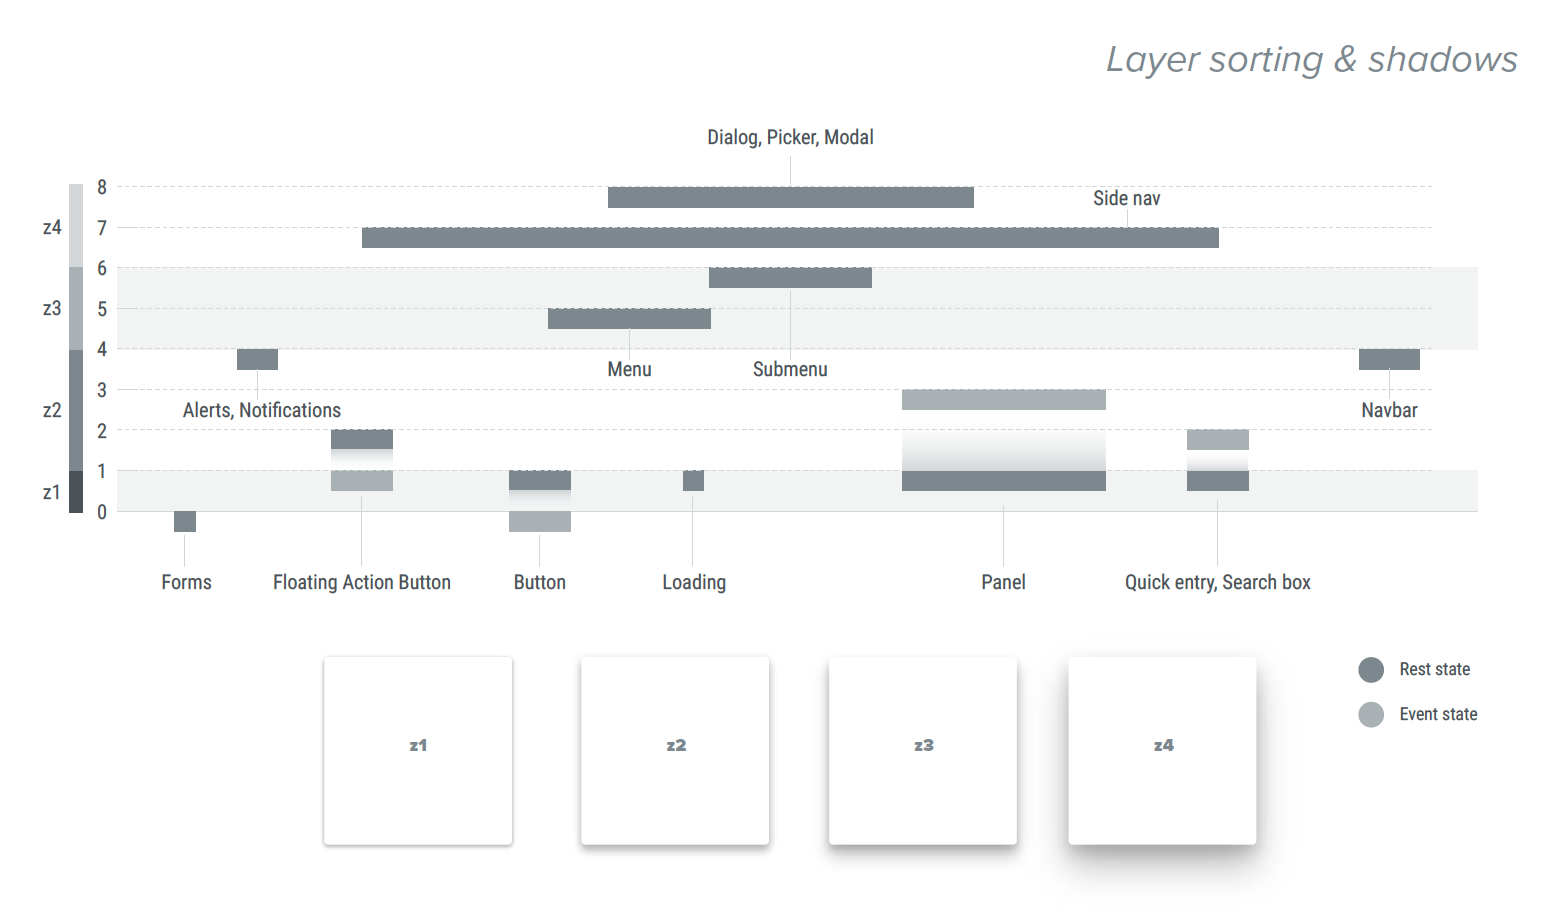 Layer sorting & shadows
Dialog, Picker, Modal
8
Side nav
z4
7
6
z3
5
4
Menu
Submenu
3
Alerts, Notifications
Navbar
z2
2
1
z1
0
Forms
Floating Action Button
Button
Loading
Panel
Quick entry, Search box
Rest state
Event state
z1
z2
z3
z4